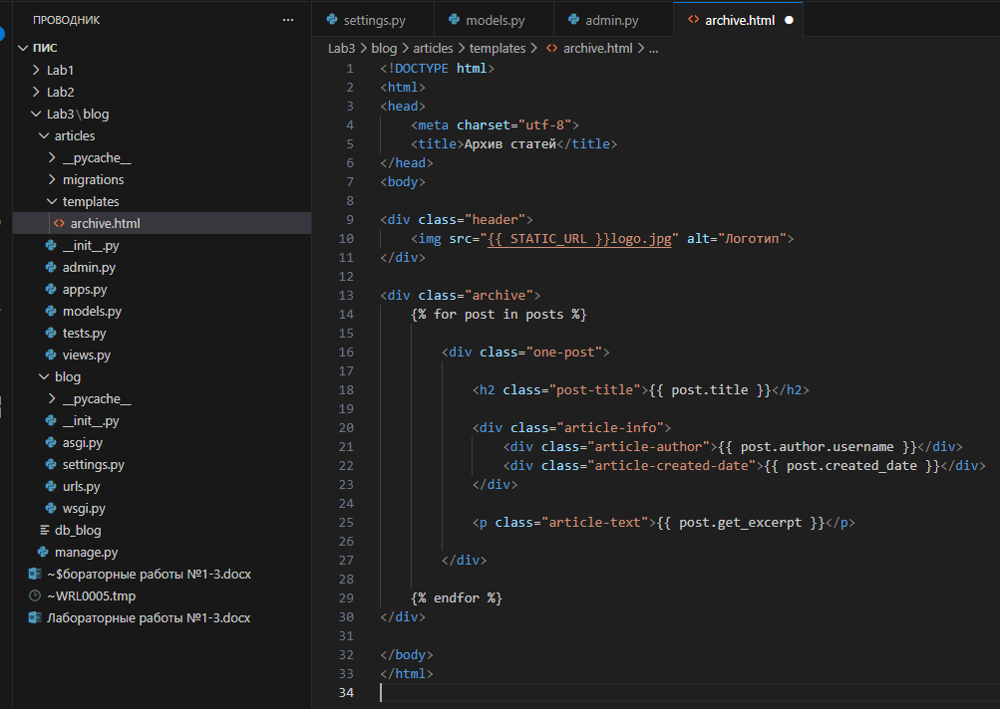 ПРОВОДНИК
...
ПИС
Lab1
Lab2
Lab3\blog
articles
__pycache__
migrations
templates
archive.html
__init__.py
admin.py
apps.py
models.py
tests.py
views.py
blog
__pycache__
__init__.py
asgi.py
settings.py
urls.py
wsgi.py
db_blog
manage.py
~$бораторные работы №1-3.docx
~WRL0005.tmp
Лабораторные работы №1-3.docx
settings.py models.py admin.py archive.html
Lab3 > blog > articles > templates > archive.html > ...
1 <!DOCTYPE html>
2 <html>
3 <head>
4 <meta charset="utf-8">
5 <title>Архив статей</title>
6 </head>
7 <body>
8
9 <div class="header">
10 <img src="{{ STATIC_URL }}logo.jpg" alt="Логотип">
11 </div>
12
13 <div class="archive">
14 {% for post in posts %}
15
16 <div class="one-post">
17
18 <h2 class="post-title">{{ post.title }}</h2>
19
20 <div class="article-info">
21 <div class="article-author">{{ post.author.username }}</div>
22 <div class="article-created-date">{{ post.created_date }}</div>
23 </div>
24
25 <p class="article-text">{{ post.get_excerpt }}</p>
26
27 </div>
28
29 {% endfor %}
30 </div>
31
32 </body>
33 </html>
34